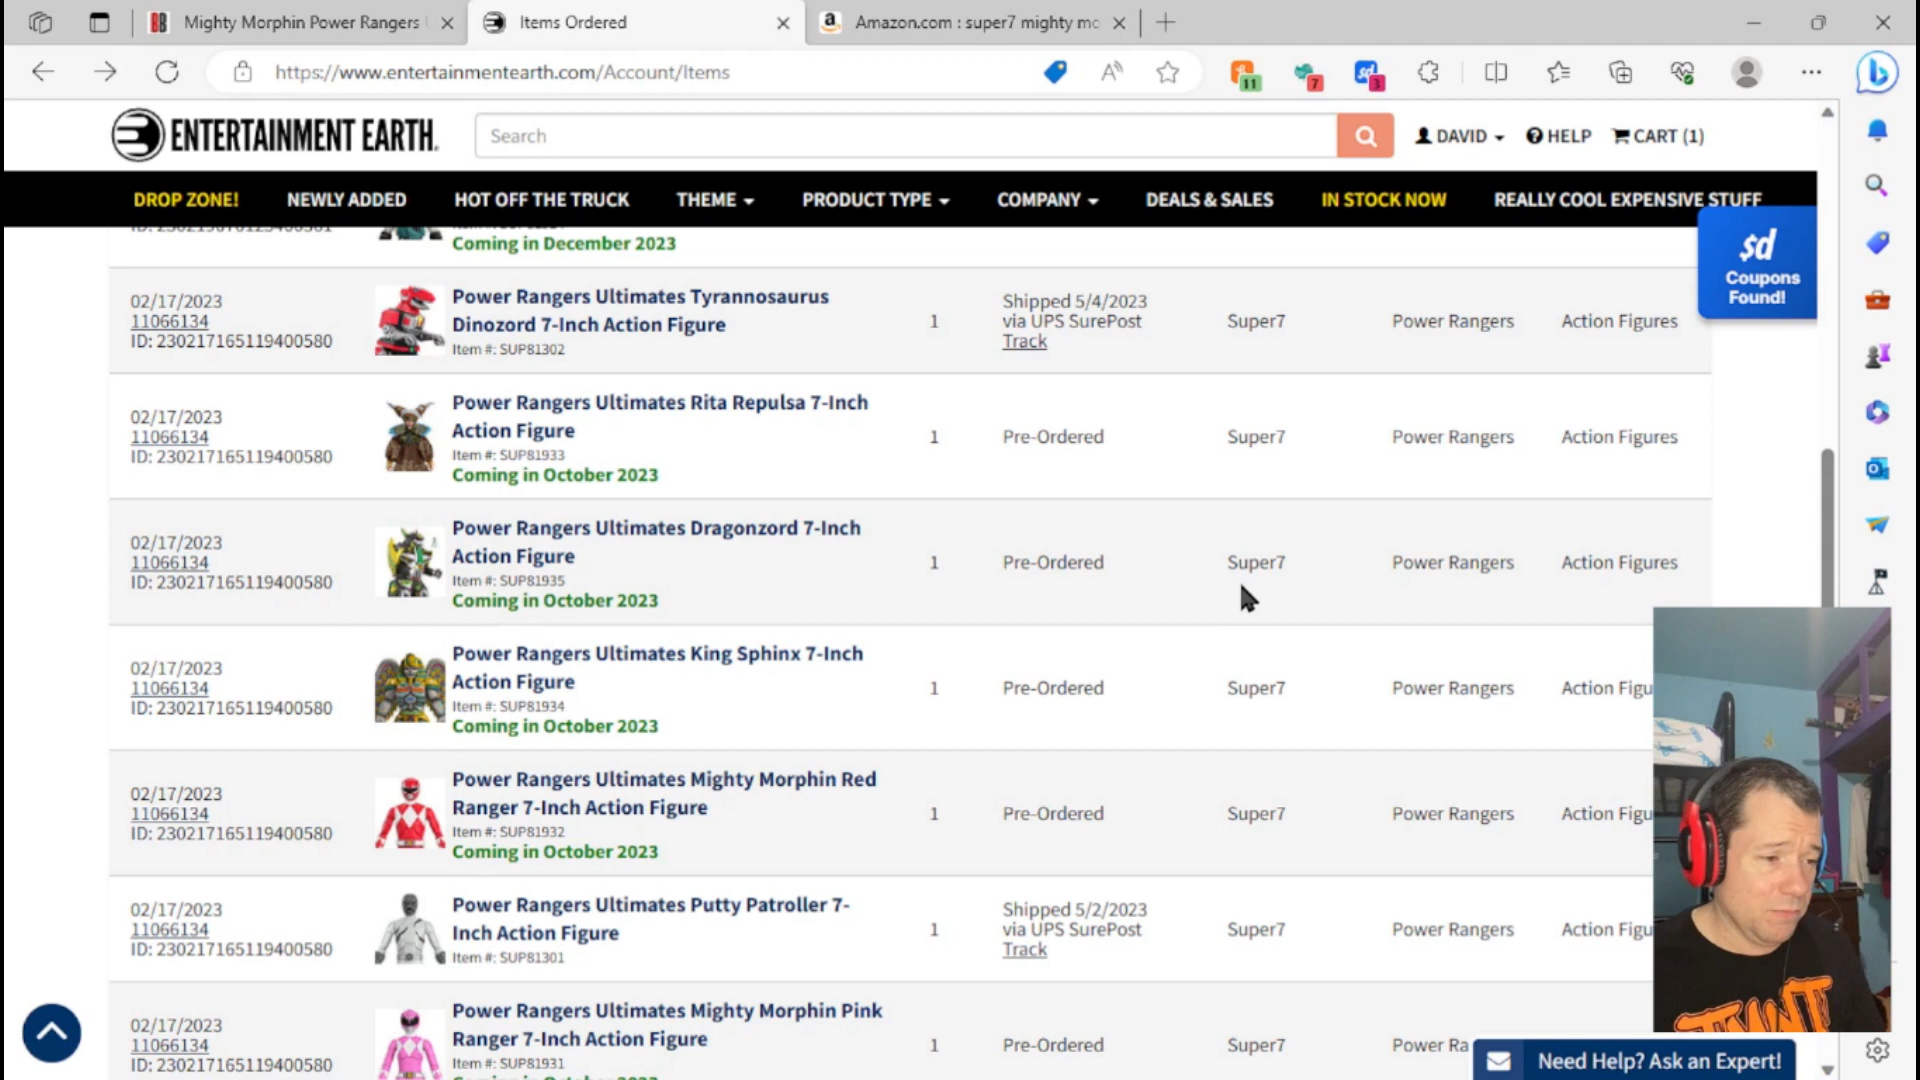 Mighty Morphin Power Rangers
Items Ordered
Amazon.com : super7 mighty mo
https://www.entertainmentearth.com/Account/Items
11
7
3
ENTERTAINMENT EARTH
Search
DAVID
HELP
CART (1)
DROP ZONE!
NEWLY ADDED
HOT OFF THE TRUCK
THEME
PRODUCT TYPE
COMPANY
DEALS & SALES
IN STOCK NOW
REALLY COOL EXPENSIVE STUFF
$d
Coupons
Found!
Coming in December 2023
02/17/2023
11066134
ID: 230217165119400580
Power Rangers Ultimates Tyrannosaurus
Dinozord 7-Inch Action Figure
Item #: SUP81302
1
Shipped 5/4/2023
via UPS SurePost
Track
Super7
Power Rangers
Action Figures
02/17/2023
11066134
ID: 230217165119400580
Power Rangers Ultimates Rita Repulsa 7-Inch
Action Figure
Item #: SUP81933
Coming in October 2023
1
Pre-Ordered
Super7
Power Rangers
Action Figures
02/17/2023
11066134
ID: 230217165119400580
Power Rangers Ultimates Dragonzord 7-Inch
Action Figure
Item #: SUP81935
Coming in October 2023
1
Pre-Ordered
Super7
Power Rangers
Action Figures
02/17/2023
11066134
ID: 230217165119400580
Power Rangers Ultimates King Sphinx 7-Inch
Action Figure
Item #: SUP81934
Coming in October 2023
1
Pre-Ordered
Super7
Power Rangers
Action Figu
02/17/2023
11066134
ID: 230217165119400580
Power Rangers Ultimates Mighty Morphin Red
Ranger 7-Inch Action Figure
Item #: SUP81932
Coming in October 2023
1
Pre-Ordered
Super7
Power Rangers
Action Figu
02/17/2023
11066134
ID: 230217165119400580
Power Rangers Ultimates Putty Patroller 7-
Inch Action Figure
Item #: SUP81301
1
Shipped 5/2/2023
via UPS SurePost
Track
Super7
Power Rangers
Action Figu
02/17/2023
11066134
ID: 230217165119400580
Power Rangers Ultimates Mighty Morphin Pink
Ranger 7-Inch Action Figure
Item #: SUP81931
1
Pre-Ordered
Super7
Power Ra
Need Help? Ask an Expert!